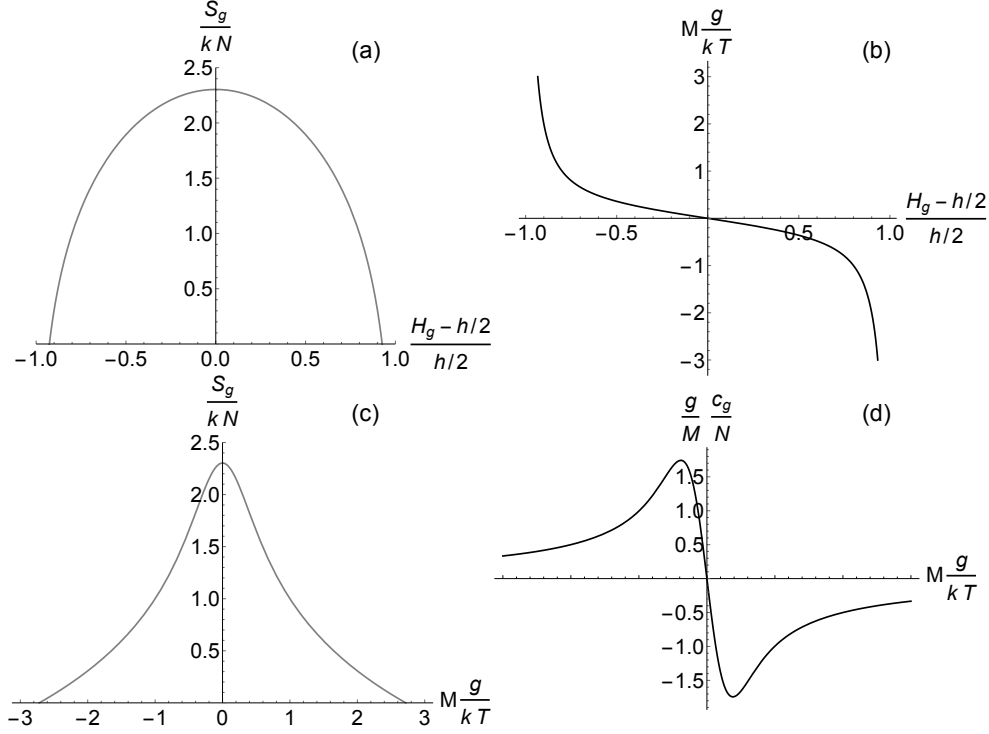 S_g
k N
(a)
2.5
2.0
1.5
1.0
0.5
-1.0 -0.5 0.0 0.5 1.0
H_g - h/2
h/2
M g
k T
(b)
3
2
1
-1.0 -0.5 0.5 1.0
-1
-2
-3
H_g - h/2
h/2
S_g
k N
(c)
2.5
2.0
1.5
1.0
0.5
-3 -2 -1 0 1 2 3
M g
k T
g c_g
M N
(d)
1.5
1.0
0.5
-0.5
-1.0
-1.5
M g
k T